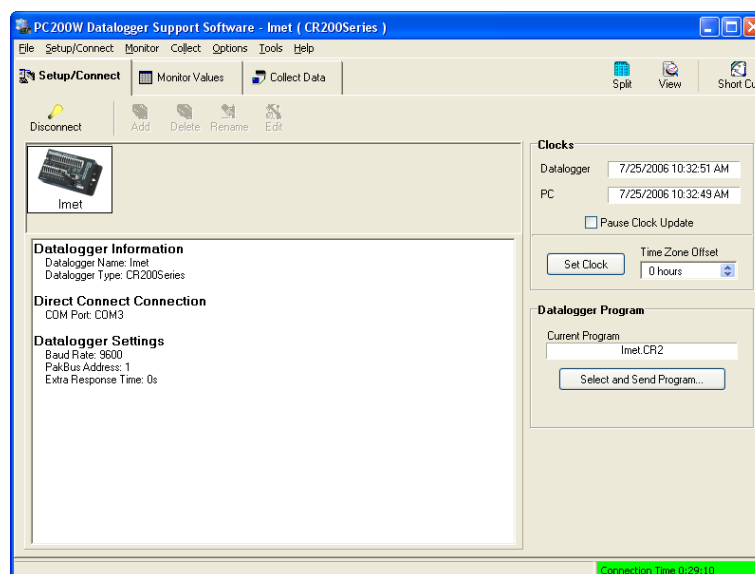 PC200W Datalogger Support Software - Imet ( CR200Series )
File Setup/Connect Monitor Collect Options Tools Help
Setup/Connect Monitor Values Collect Data Split View Short Cu
Disconnect Add Delete Rename Edit
Imet
Datalogger Information
Datalogger Name: Imet
Datalogger Type: CR200Series
Direct Connect Connection
COM Port: COM3
Datalogger Settings
Baud Rate: 9600
PakBus Address: 1
Extra Response Time: 0s
Clocks
Datalogger 7/25/2006 10:32:51 AM
PC 7/25/2006 10:32:49 AM
Pause Clock Update
Time Zone Offset
Set Clock 0 hours
Datalogger Program
Current Program
Imet.CR2
Select and Send Program...
Connection Time 0:29:10